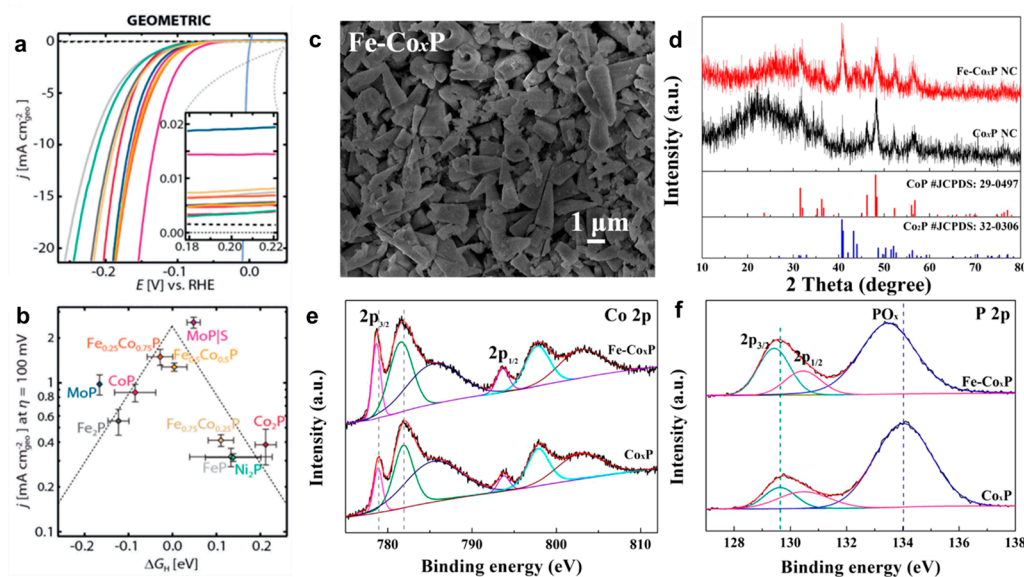 a
GEOMETRIC
j [mA cm⁻²geo]
0
-5
-10
-15
-20
0.02
0.01
0.00
0.18 0.20 0.22
-0.2 -0.1 0.0
E [V] vs. RHE
b
j [mA cm⁻²geo] at η = 100 mV
2
1
0.8
0.6
0.4
0.2
0.1
MoP|S
Fe0.25Co0.75P
Fe0.5Co0.5P
CoP
MoP
Fe2P
Fe0.75Co0.25P
Co2P
FeP
Ni2P
-0.2 -0.1 0.0 0.1 0.2
ΔGH [eV]
c
Fe-CoxP
1 μm
d
Intensity (a.u.)
Fe-CoxP NC
CoxP NC
CoP #JCPDS: 29-0497
Co2P #JCPDS: 32-0306
10 20 30 40 50 60 70 80
2 Theta (degree)
e
Co 2p
2p3/2
2p1/2
Fe-CoxP
CoxP
Intensity (a.u.)
780 790 800 810
Binding energy (eV)
f
P 2p
POx
2p3/2
2p1/2
Fe-CoxP
CoxP
Intensity (a.u.)
128 130 132 134 136 138
Binding energy (eV)